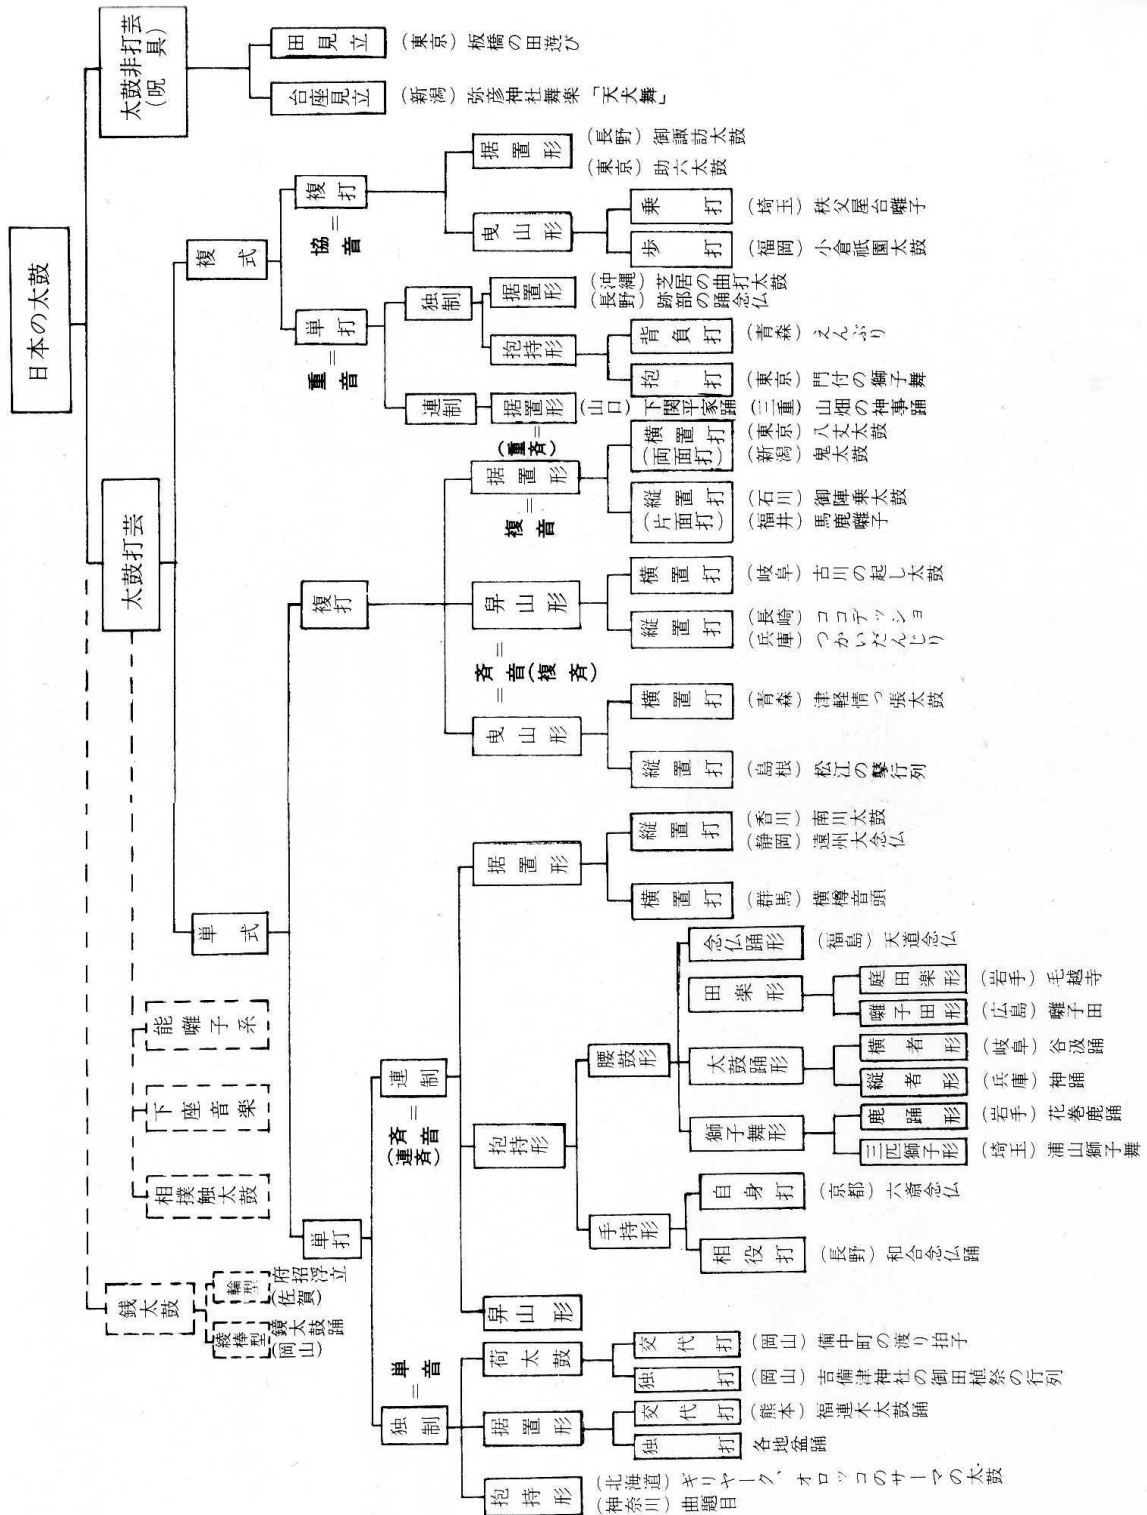 日本の太鼓
太鼓非打芸
(呪具)
田見立
(東京) 板橋の田遊び
台座見立
(新潟) 弥彦神社舞楽「天犬舞」
太鼓打芸
複式
複打
協音
据置形
(長野) 御諏訪太鼓
(東京) 助六太鼓
曳山形
乗打
(埼玉) 秩父屋台囃子
歩打
(福岡) 小倉祇園太鼓
単打
重音
独制
据置形
(沖縄) 芝居の曲打太鼓
(長野) 跡部の踊念仏
抱持形
背負打
(青森) えんぶり
抱打
(東京) 門付の獅子舞
連制
据置形
(重斉)
(山口) 下関平家踊
(三重) 山畑の神事踊
単式
複打
据置形
複音
横置打
(両面打)
(東京) 八丈太鼓
(新潟) 鬼太鼓
縦置打
(片面打)
(石川) 御陣乗太鼓
(福井) 馬鹿囃子
舁山形
横置打
(岐阜) 古川の起し太鼓
縦置打
(長崎) ココデッショ
(兵庫) つかいだんじり
斉音(複斉)
曳山形
横置打
(青森) 津軽情っ張太鼓
縦置打
(島根) 松江の鼕行列
単打
連制
斉音
(連斉)
据置形
縦置打
(香川) 南川太鼓
(静岡) 遠州大念仏
横置打
(群馬) 横樽音頭
抱持形
腰鼓形
念仏踊形
(福島) 天道念仏
田楽形
庭田楽形
(岩手) 毛越寺
囃子田形
(広島) 囃子田
太鼓踊形
横者形
(岐阜) 谷汲踊
縦者形
(兵庫) 神踊
獅子舞形
鹿踊形
(岩手) 花巻鹿踊
三匹獅子形
(埼玉) 浦山獅子舞
手持形
自身打
(京都) 六斎念仏
相役打
(長野) 和合念仏踊
舁山形
独制
単音
荷太鼓
交代打
(岡山) 備中町の渡り拍子
独打
(岡山) 吉備津神社の御田植祭の行列
据置形
交代打
(熊本) 福連木太鼓踊
独打
各地盆踊
抱持形
(北海道) ギリヤーク、オロッコのサーマの太鼓
(神奈川) 曲題目
能囃子系
下座音楽
相撲触太鼓
銭太鼓
輪型
(佐賀)
府招浮立
綾棒型
(岡山)
鏡太鼓踊